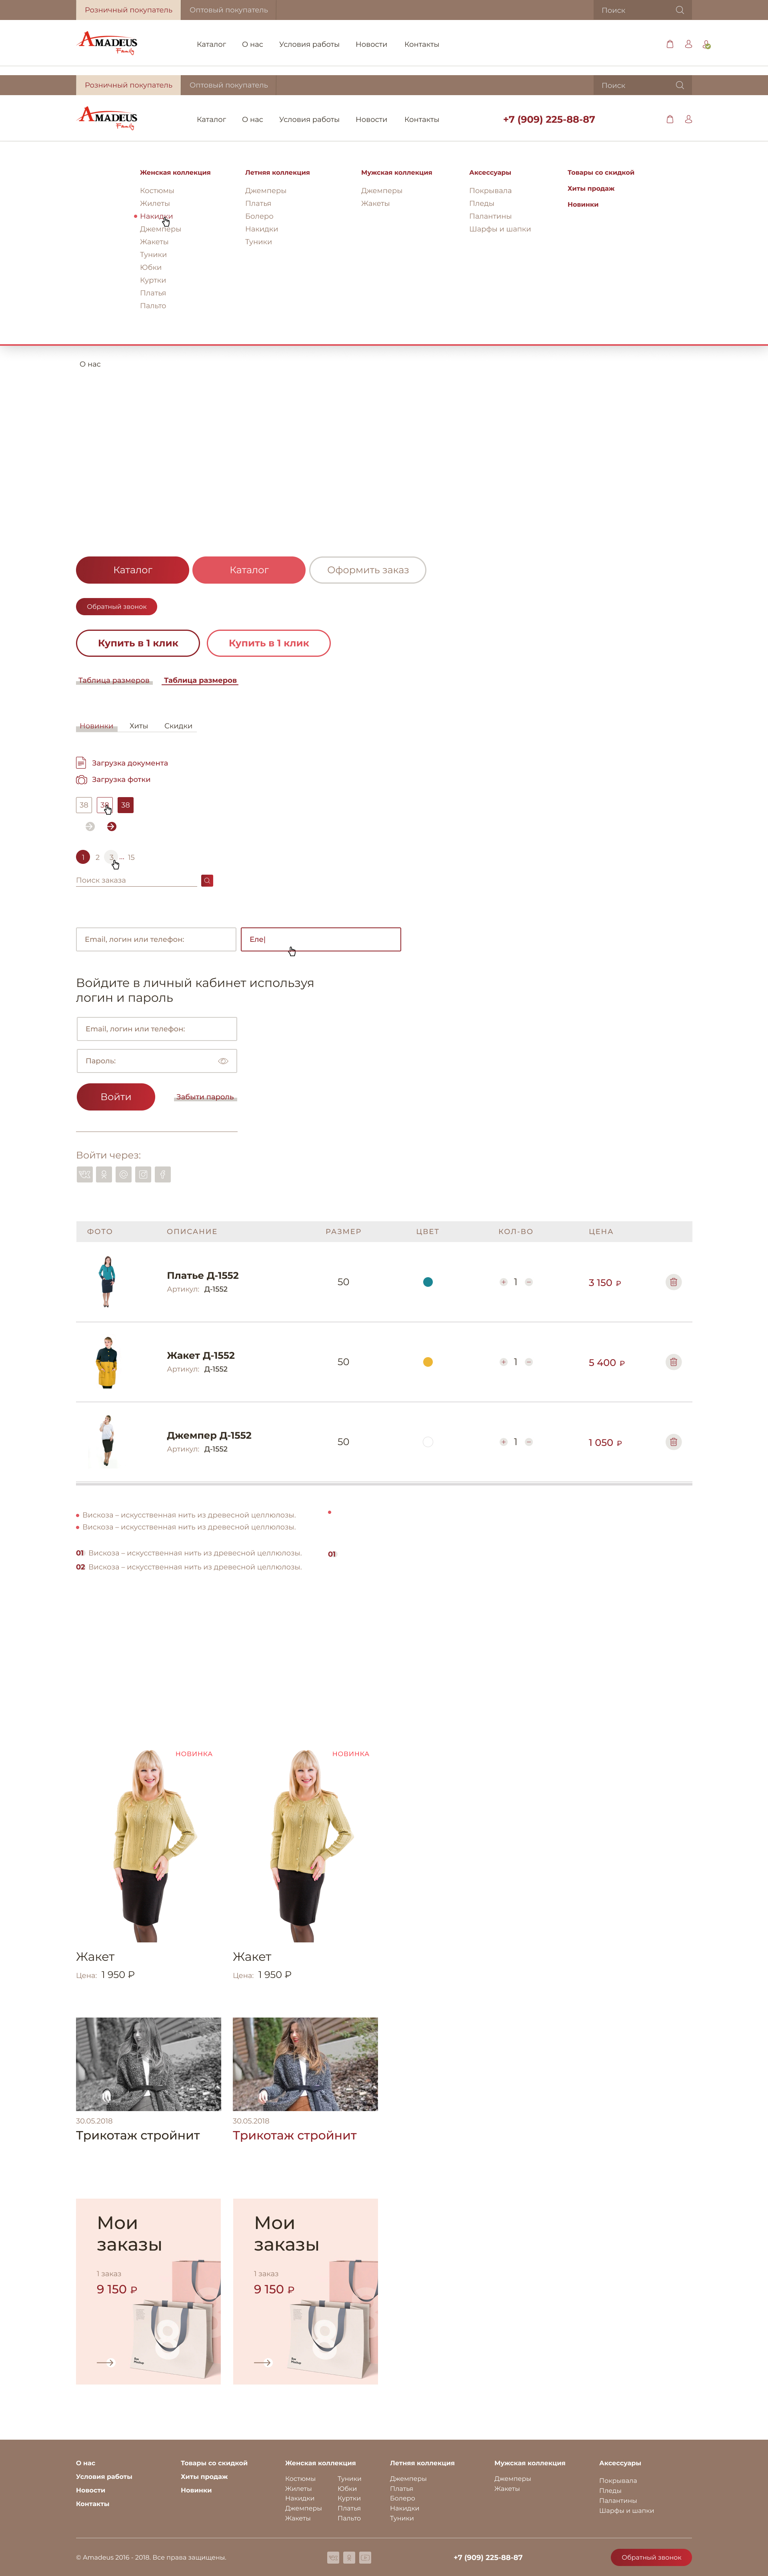 Розничный покупатель Оптовый покупатель Поиск
AMADEUS
Family
Каталог О нас Условия работы Новости Контакты
Розничный покупатель Оптовый покупатель Поиск
AMADEUS
Family
Каталог О нас Условия работы Новости Контакты +7 (909) 225-88-87
Женская коллекция
Костюмы
Жилеты
Накидки
Джемперы
Жакеты
Туники
Юбки
Куртки
Платья
Пальто
Летняя коллекция
Джемперы
Платья
Болеро
Накидки
Туники
Мужская коллекция
Джемперы
Жакеты
Аксессуары
Покрывала
Пледы
Палантины
Шарфы и шапки
Товары со скидкой
Хиты продаж
Новинки
О нас
Каталог Каталог Оформить заказ
Обратный звонок
Купить в 1 клик Купить в 1 клик
Таблица размеров Таблица размеров
Новинки Хиты Скидки
Загрузка документа
Загрузка фотки
38 38 38
1 2 3 ... 15
Поиск заказа
Email, логин или телефон: Еле|
Войдите в личный кабинет используя
логин и пароль
Email, логин или телефон:
Пароль:
Войти Забыти пароль
Войти через:
ФОТО ОПИСАНИЕ РАЗМЕР ЦВЕТ КОЛ-ВО ЦЕНА
Платье Д-1552
Артикул: Д-1552
50 + 1 − 3 150 ₽
Жакет Д-1552
Артикул: Д-1552
50 + 1 − 5 400 ₽
Джемпер Д-1552
Артикул: Д-1552
50 + 1 − 1 050 ₽
Вискоза – искусственная нить из древесной целлюлозы.
Вискоза – искусственная нить из древесной целлюлозы.
01 Вискоза – искусственная нить из древесной целлюлозы. 01
02 Вискоза – искусственная нить из древесной целлюлозы.
НОВИНКА НОВИНКА
Жакет Жакет
Цена: 1 950 ₽ Цена: 1 950 ₽
30.05.2018 30.05.2018
Трикотаж стройнит Трикотаж стройнит
Мои
заказы
1 заказ
9 150 ₽
8
Мои
заказы
1 заказ
9 150 ₽
8
О нас
Условия работы
Новости
Контакты
Товары со скидкой
Хиты продаж
Новинки
Женская коллекция
Костюмы Туники
Жилеты Юбки
Накидки Куртки
Джемперы Платья
Жакеты Пальто
Летняя коллекция
Джемперы
Платья
Болеро
Накидки
Туники
Мужская коллекция
Джемперы
Жакеты
Аксессуары
Покрывала
Пледы
Палантины
Шарфы и шапки
© Amadeus 2016 - 2018. Все права защищены. +7 (909) 225-88-87 Обратный звонок